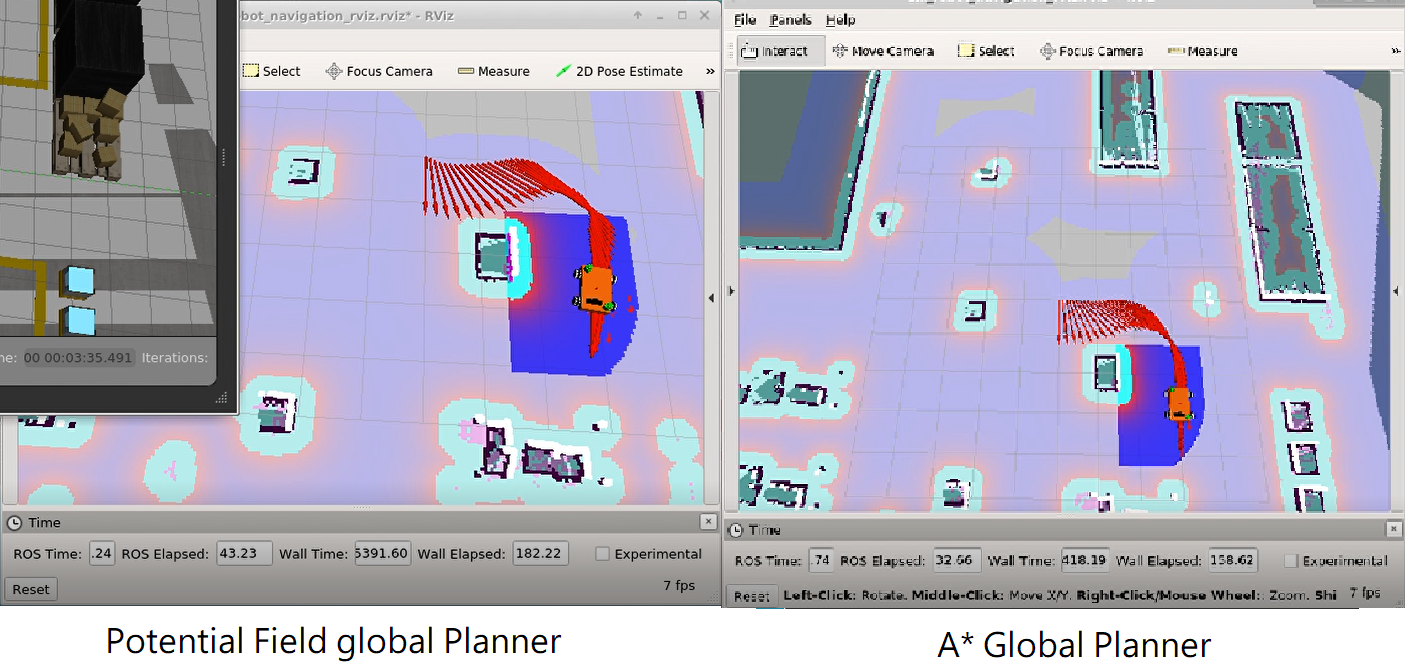 bot_navigation_rviz.rviz* - RViz
File Panels Help
Select Focus Camera Measure 2D Pose Estimate »
Interact Move Camera Select Focus Camera Measure »
ne: 00 00:03:35.491 Iterations:
Time
ROS Time: .24 ROS Elapsed: 43.23 Wall Time: 5391.60 Wall Elapsed: 182.22 Experimental
Reset 7 fps
Time
ROS Time: .74 ROS Elapsed: 32.66 Wall Time: 418.19 Wall Elapsed: 158.62 Experimental
Reset Left-Click: Rotate. Middle-Click: Move X/Y. Right-Click/Mouse Wheel:: Zoom. Shi 7 fps
Potential Field global Planner
A* Global Planner